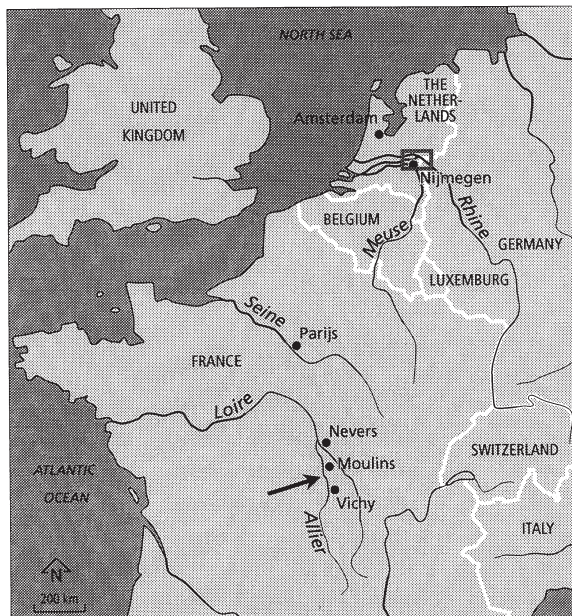 NORTH SEA
THE
NETHER-
LANDS
UNITED
KINGDOM
Amsterdam
Nijmegen
BELGIUM
Meuse
Rhine
GERMANY
LUXEMBURG
Seine
Parijs
FRANCE
Loire
Nevers
SWITZERLAND
Moulins
ATLANTIC
OCEAN
Vichy
Allier
ITALY
N
200 km